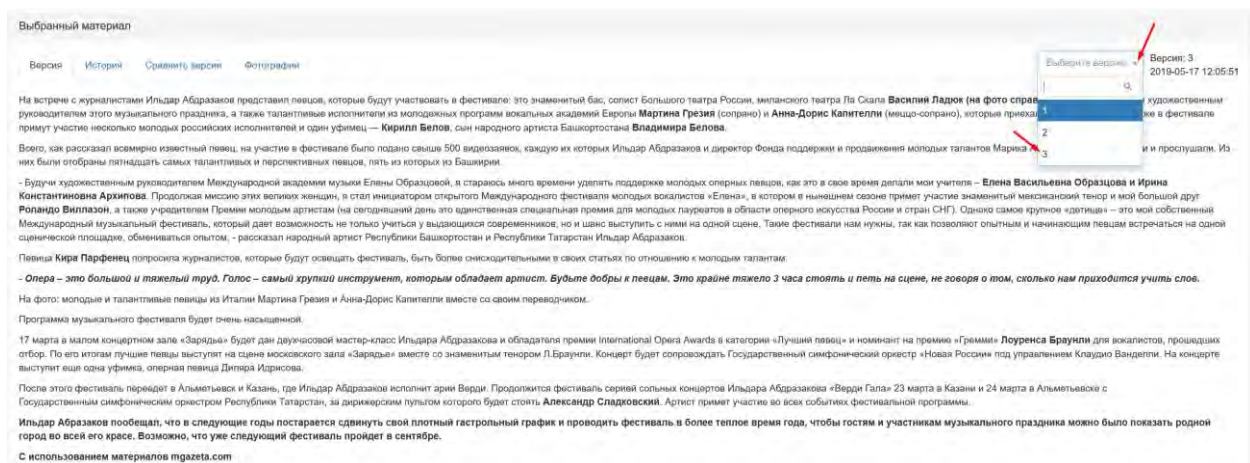 Выбранный материал
Версия История Сравнить версии Фотографии
Выберите версию
Версия: 3
2019-05-17 12:05:51
1
2
3
На встрече с журналистами Ильдар Абдразаков представил певцов, которые будут участвовать в фестивале: это знаменитый бас, солист Большого театра России, миланского театра Ла Скала Василий Ладюк (на фото справ художественным
руководителем этого музыкального праздника, а также талантливые исполнители из молодежных программ вокальных академий Европы Мартина Грезия (сопрано) и Анна-Дорис Капителли (меццо-сопрано), которые приеха же в фестивале
примут участие несколько молодых российских исполнителей и один уфимец — Кирилл Белов, сын народного артиста Башкортостана Владимира Белова.
Всего, как рассказал всемирно известный певец, на участие в фестивале было подано свыше 500 видеозаявок, каждую их которых Ильдар Абдразаков и директор Фонда поддержки и продвижения молодых талантов Марика и и прослушали. Из
них были отобраны пятнадцать самых талантливых и перспективных певцов, пять из которых из Башкирии.
- Будучи художественным руководителем Международной академии музыки Елены Образцовой, я стараюсь много времени уделять поддержке молодых оперных певцов, как это в свое время делали мои учителя – Елена Васильевна Образцова и Ирина
Константиновна Архипова. Продолжая миссию этих великих женщин, я стал инициатором открытого Международного фестиваля молодых вокалистов «Елена», в котором в нынешнем сезоне примет участие знаменитый мексиканский тенор и мой большой друг
Роландо Виллазон, а также учредителем Премии молодым артистам (на сегодняшний день это единственная специальная премия для молодых лауреатов в области оперного искусства России и стран СНГ). Однако самое крупное «детище» – это мой собственный
Международный музыкальный фестиваль, который дает возможность не только учиться у выдающихся современников, но и шанс выступить с ними на одной сцене. Такие фестивали нам нужны, так как позволяют опытным и начинающим певцам встречаться на одной
сценической площадке, обмениваться опытом, - рассказал народный артист Республики Башкортостан и Республики Татарстан Ильдар Абдразаков.
Певица Кира Парфенец попросила журналистов, которые будут освещать фестиваль, быть более снисходительными в своих статьях по отношению к молодым талантам.
- Опера – это большой и тяжелый труд. Голос – самый хрупкий инструмент, которым обладает артист. Будьте добры к певцам. Это крайне тяжело 3 часа стоять и петь на сцене, не говоря о том, сколько нам приходится учить слов.
На фото: молодые и талантливые певицы из Италии Мартина Грезия и Анна-Дорис Капителли вместе со своим переводчиком.
Программа музыкального фестиваля будет очень насыщенной.
17 марта в малом концертном зале «Зарядье» будет дан двухчасовой мастер-класс Ильдара Абдразакова и обладателя премии International Opera Awards в категории «Лучший певец» и номинант на премию «Гремми» Лоуренса Браунли для вокалистов, прошедших
отбор. По его итогам лучшие певцы выступят на сцене московского зала «Зарядье» вместе со знаменитым тенором Л.Браунли. Концерт будет сопровождать Государственный симфонический оркестр «Новая Россия» под управлением Клаудио Ванделли. На концерте
выступит еще одна уфимка, оперная певица Диляра Идрисова.
После этого фестиваль переедет в Альметьевск и Казань, где Ильдар Абдразаков исполнит арии Верди. Продолжится фестиваль серией сольных концертов Ильдара Абдразакова «Верди Гала» 23 марта в Казани и 24 марта в Альметьевске с
Государственным симфоническим оркестром Республики Татарстан, за дирижерским пультом которого будет стоять Александр Сладковский. Артист примет участие во всех событиях фестивальной программы.
Ильдар Абразаков пообещал, что в следующие годы постарается сдвинуть свой плотный гастрольный график и проводить фестиваль в более теплое время года, чтобы гостям и участникам музыкального праздника можно было показать родной
город во всей его красе. Возможно, что уже следующий фестиваль пройдет в сентябре.
С использованием материалов mgazeta.com